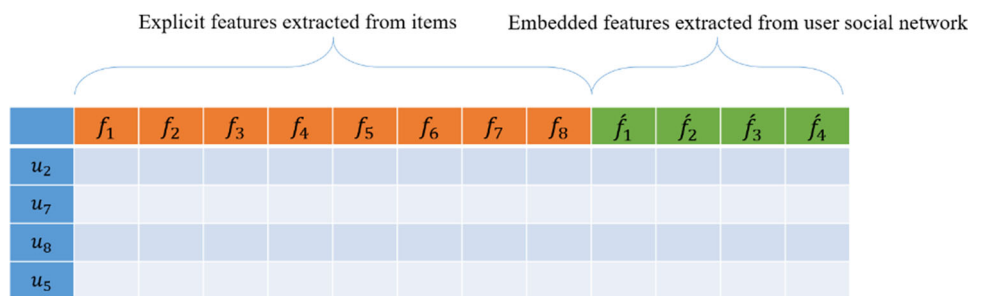 Explicit features extracted from items Embedded features extracted from user social network
f₁ f₂ f₃ f₄ f₅ f₆ f₇ f₈ f́₁ f́₂ f́₃ f́₄
u₂
u₇
u₈
u₅